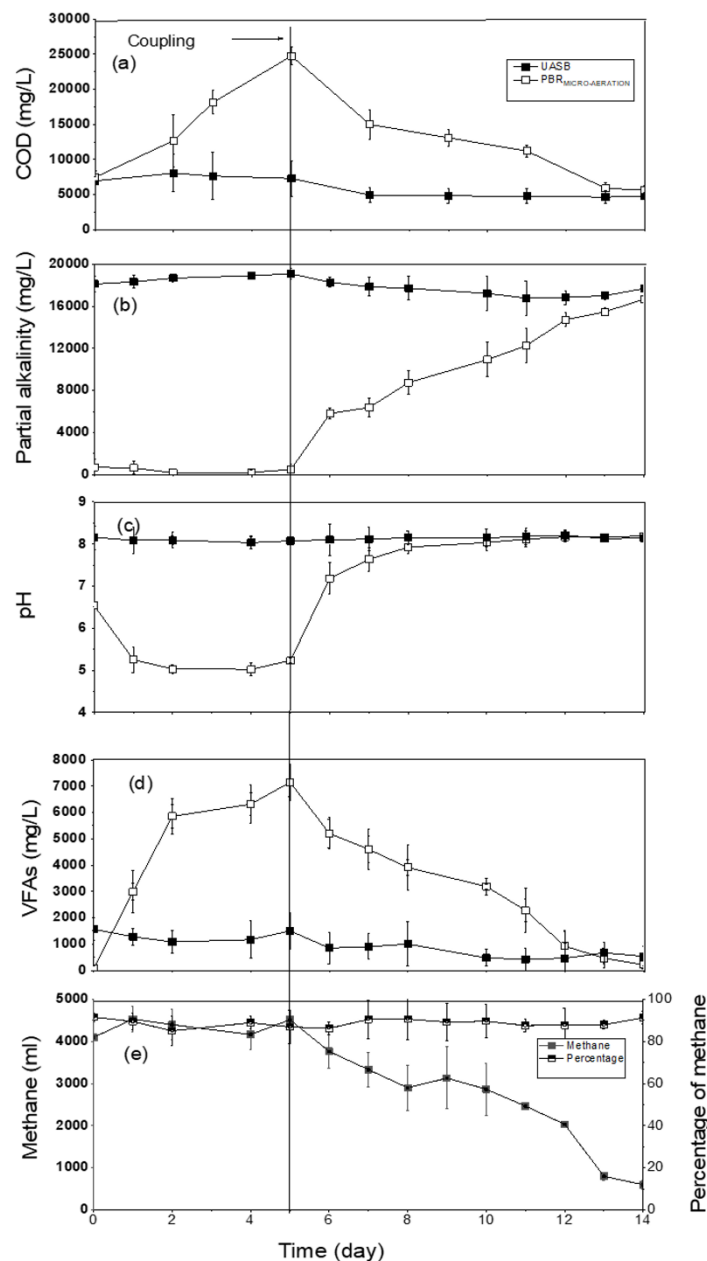 30000
25000
20000
15000
10000
5000
0
COD (mg/L)
Coupling
(a)
UASB
PBR MICRO-AERATION
20000
16000
12000
8000
4000
0
Partial alkalinity (mg/L)
(b)
9
8
7
6
5
4
pH
(c)
8000
7000
6000
5000
4000
3000
2000
1000
0
VFAs (mg/L)
(d)
5000
4000
3000
2000
1000
0
Methane (ml)
(e)
Methane
Percentage
100
80
60
40
20
0
Percentage of methane
0 2 4 6 8 10 12 14
Time (day)